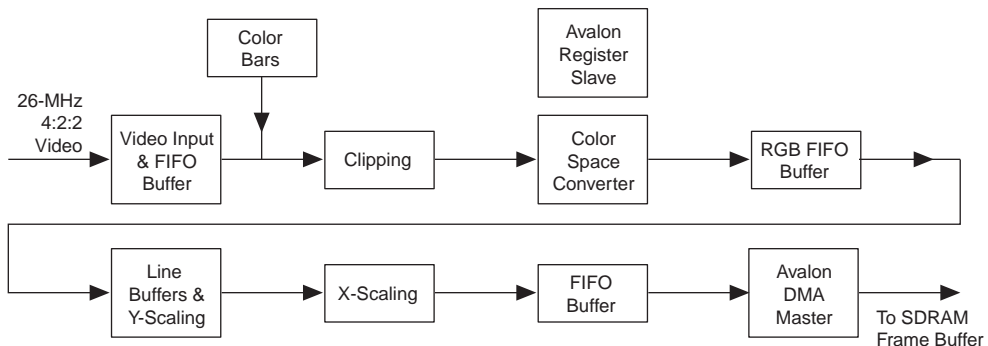 Color
Bars
Avalon
Register
Slave
26-MHz
4:2:2
Video
Video Input
& FIFO
Buffer
Clipping
Color
Space
Converter
RGB FIFO
Buffer
Line
Buffers &
Y-Scaling
X-Scaling
FIFO
Buffer
Avalon
DMA
Master
To SDRAM
Frame Buffer